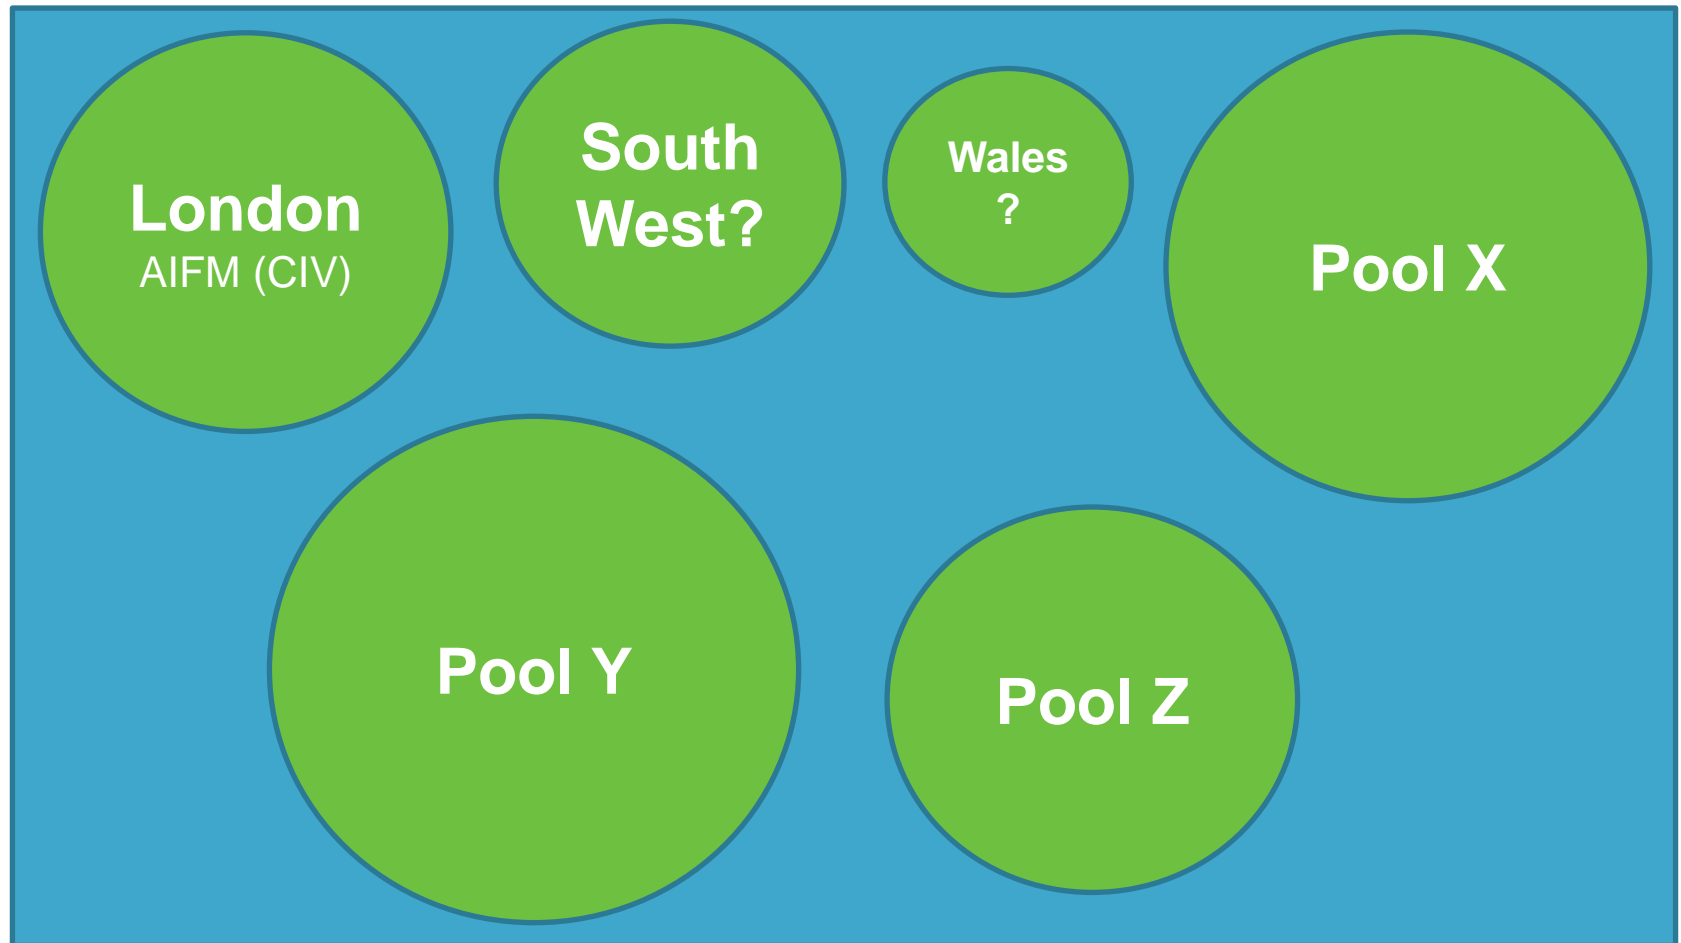 London
AIFM (CIV)
South
West?
Wales
?
Pool X
Pool Y
Pool Z